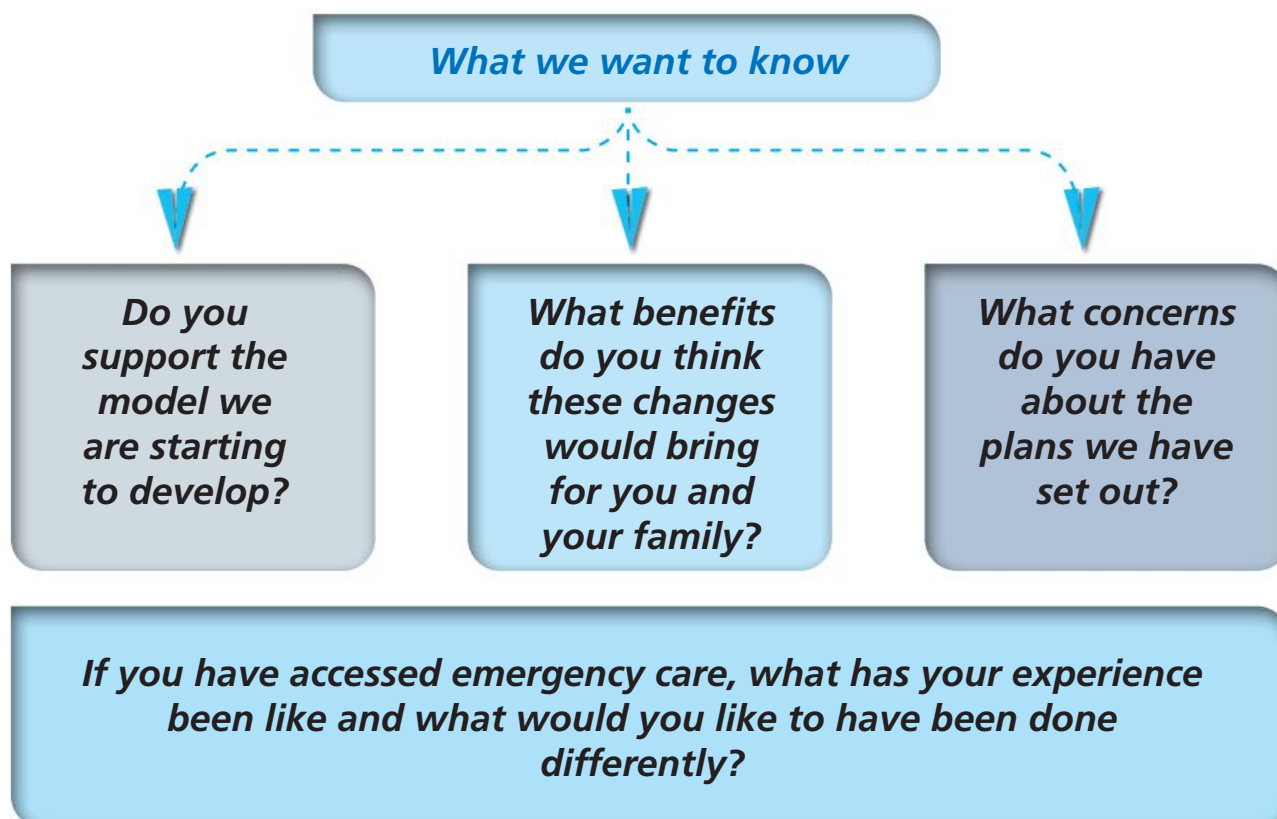 What we want to know
Do you
support the
model we
are starting
to develop?
What benefits
do you think
these changes
would bring
for you and
your family?
What concerns
do you have
about the
plans we have
set out?
If you have accessed emergency care, what has your experience
been like and what would you like to have been done
differently?